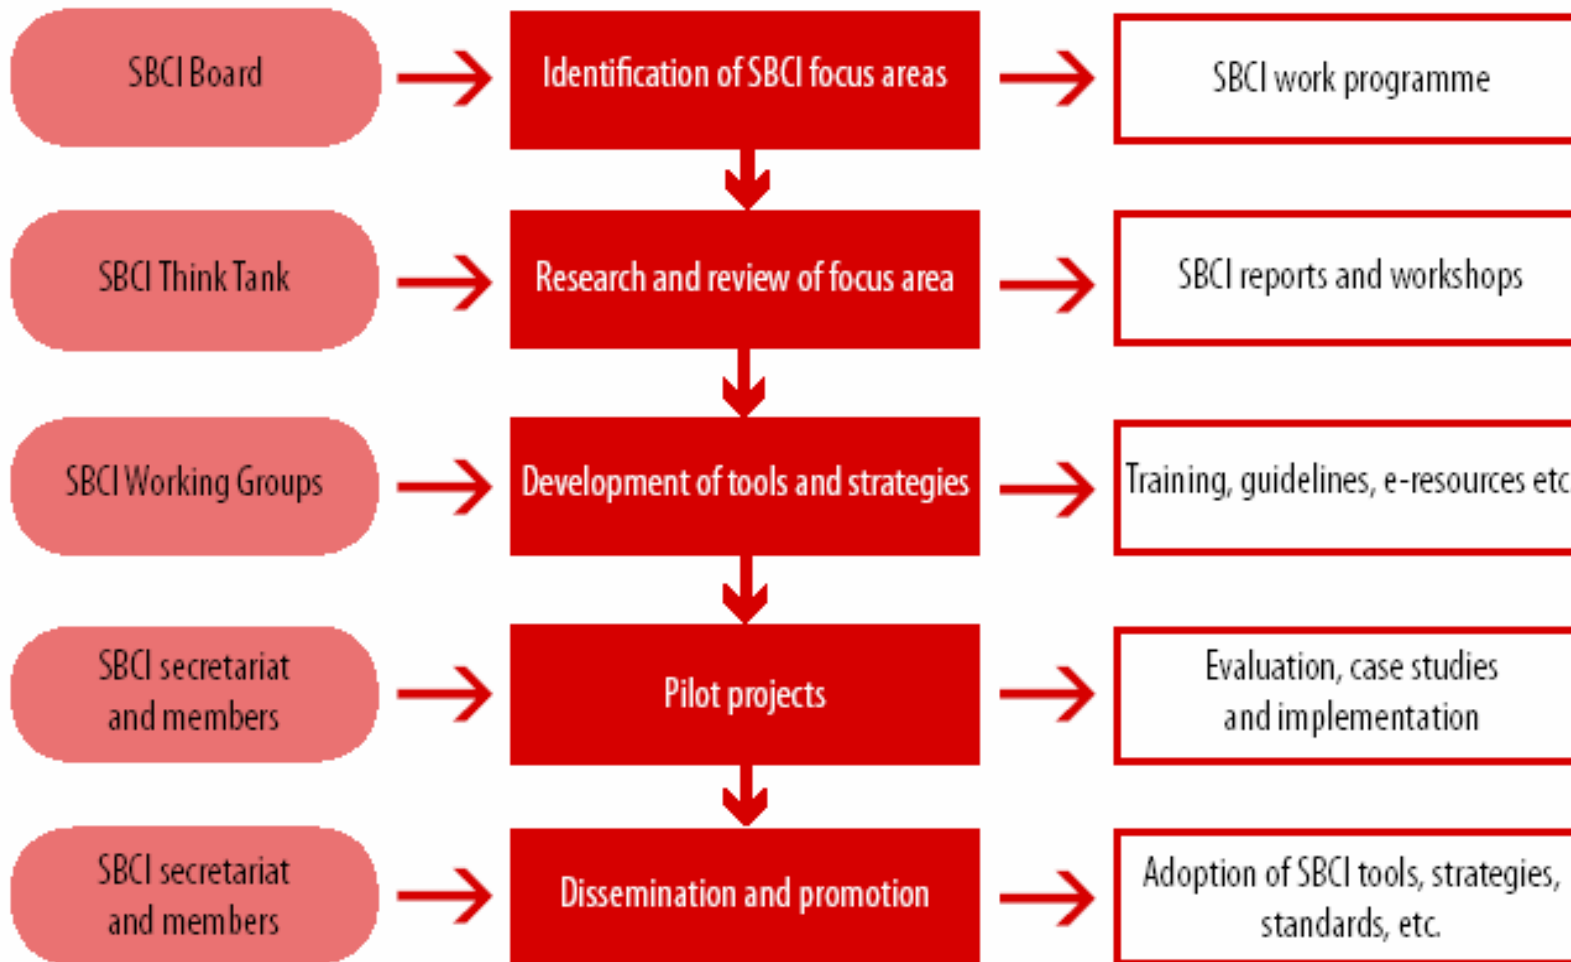 SBCI Board
Identification of SBCI focus areas
SBCI work programme
SBCI Think Tank
Research and review of focus area
SBCI reports and workshops
SBCI Working Groups
Development of tools and strategies
Training, guidelines, e-resources etc.
SBCI secretariat
and members
Pilot projects
Evaluation, case studies
and implementation
SBCI secretariat
and members
Dissemination and promotion
Adoption of SBCI tools, strategies,
standards, etc.